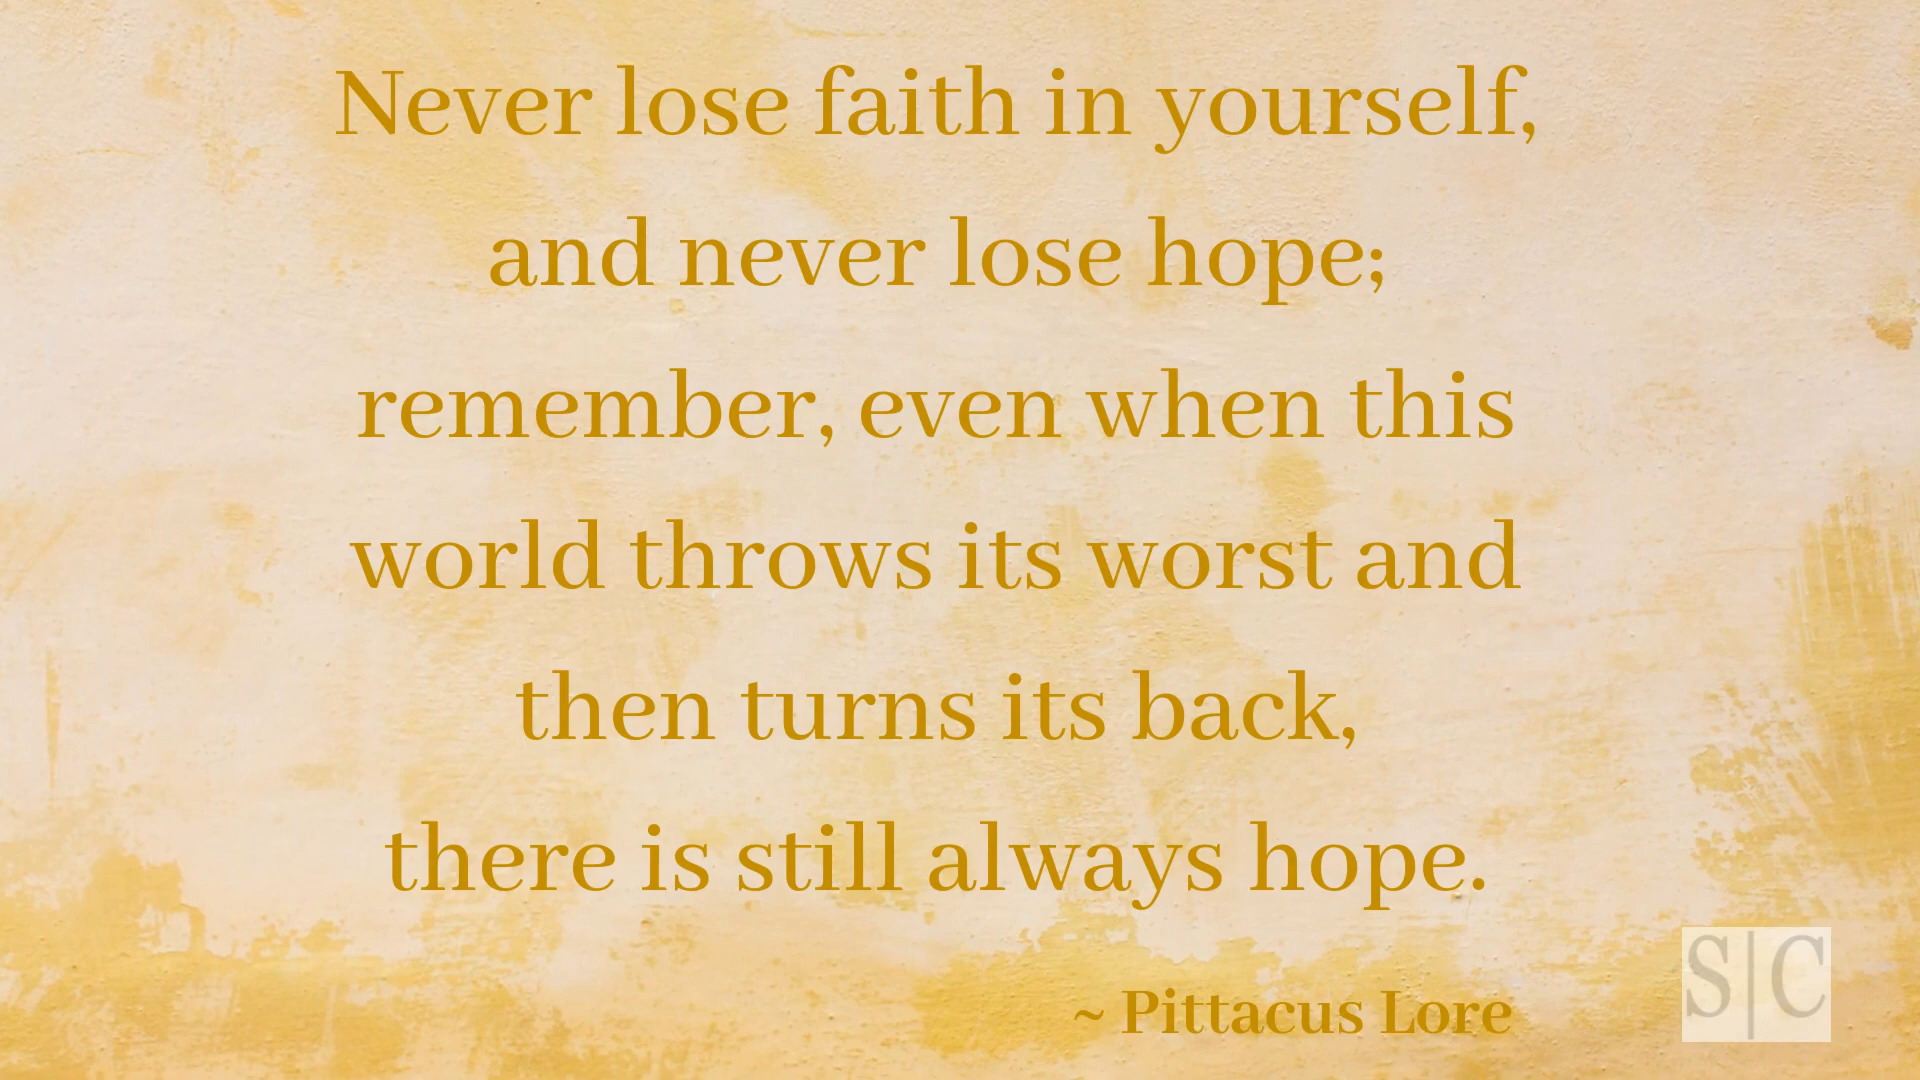 Never lose faith in yourself,
and never lose hope;
remember, even when this
world throws its worst and
then turns its back,
there is still always hope.
~ Pittacus Lore
S|C